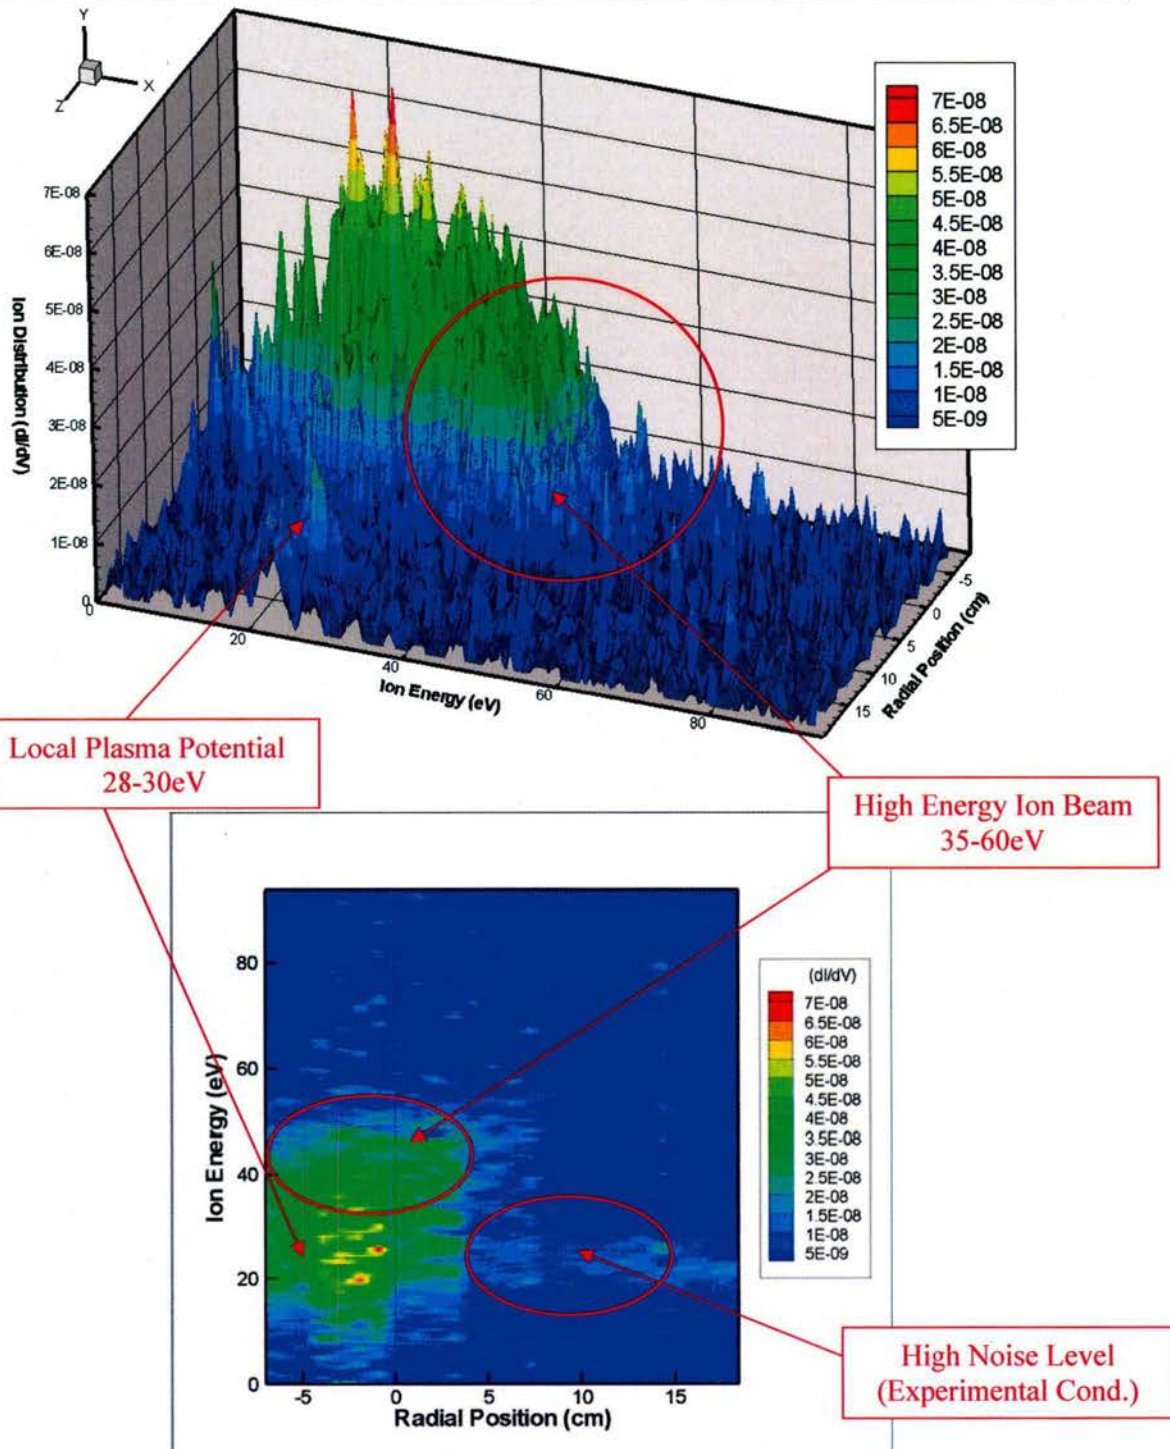 Y
X
Z
7E-08
6.5E-08
6E-08
5.5E-08
5E-08
4.5E-08
4E-08
3.5E-08
3E-08
2.5E-08
2E-08
1.5E-08
1E-08
5E-09
Ion Distribution (dI/dV)
7E-08
6E-08
5E-08
4E-08
3E-08
2E-08
1E-08
0
0
20
40
60
80
Ion Energy (eV)
-5
0
5
10
15
Radial Position (cm)
Local Plasma Potential
28-30eV
High Energy Ion Beam
35-60eV
Ion Energy (eV)
80
60
40
20
0
-5
0
5
10
15
Radial Position (cm)
(dI/dV)
7E-08
6.5E-08
6E-08
5.5E-08
5E-08
4.5E-08
4E-08
3.5E-08
3E-08
2.5E-08
2E-08
1.5E-08
1E-08
5E-09
High Noise Level
(Experimental Cond.)